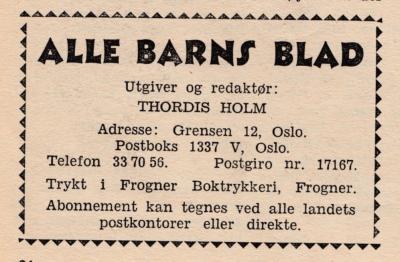 ALLE BARNS BLAD
Utgiver og redaktør:
THORDIS HOLM
Adresse: Grensen 12, Oslo.
Postboks 1337 V, Oslo.
Telefon 33 70 56. Postgiro nr. 17167.
Trykt i Frogner Boktrykkeri, Frogner.
Abonnement kan tegnes ved alle landets
postkontorer eller direkte.